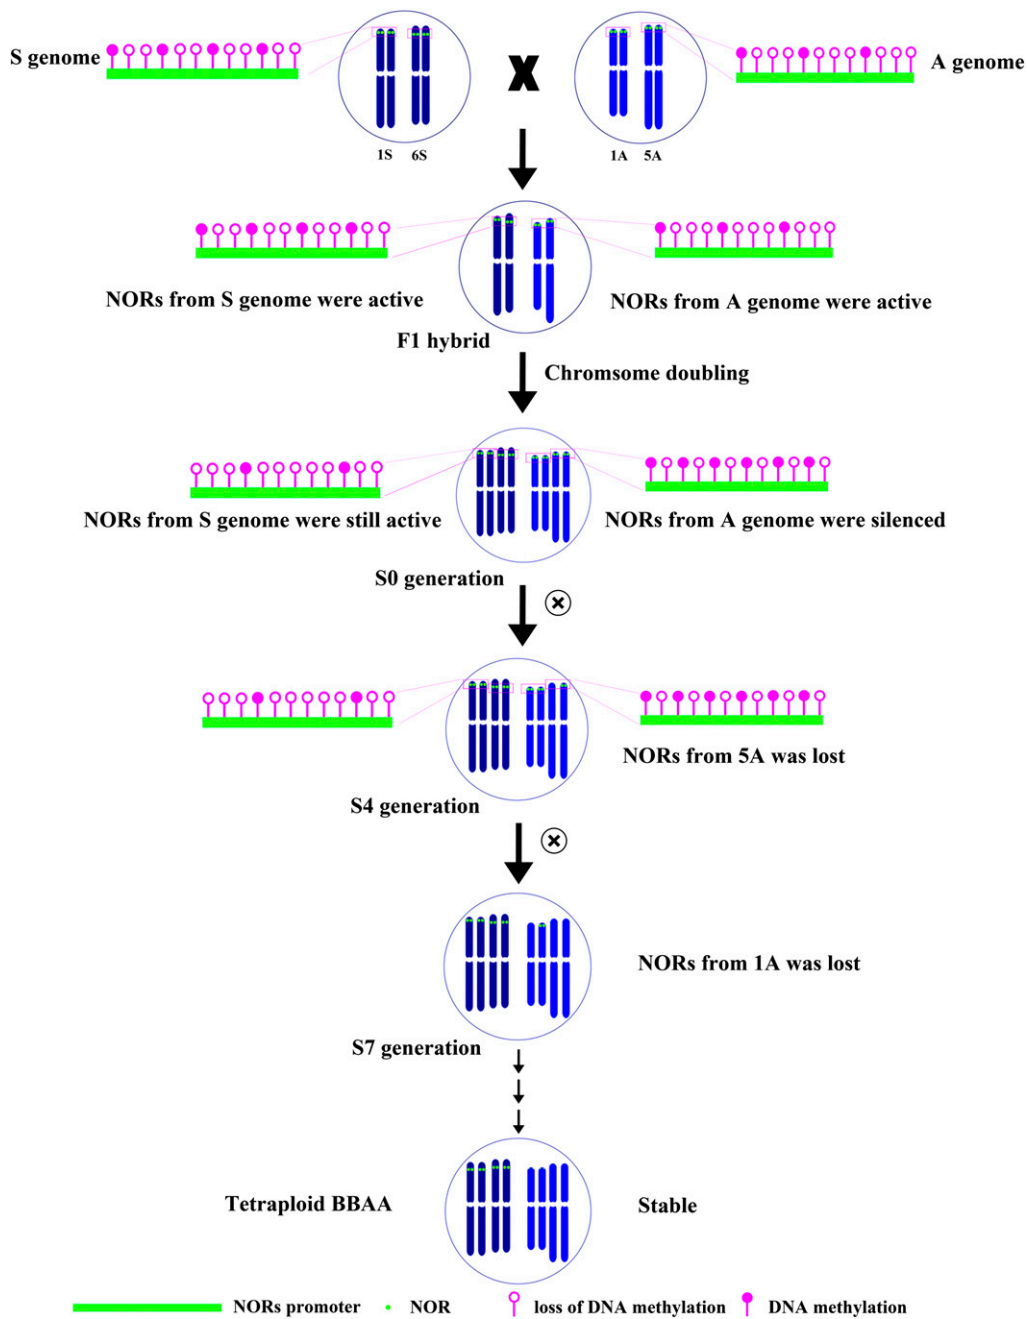 S genome
A genome
1S 6S
1A 5A
NORs from S genome were active
NORs from A genome were active
F1 hybrid
Chromsome doubling
NORs from S genome were still active
NORs from A genome were silenced
S0 generation
NORs from 5A was lost
S4 generation
NORs from 1A was lost
S7 generation
Tetraploid BBAA
Stable
NORs promoter
NOR
loss of DNA methylation
DNA methylation